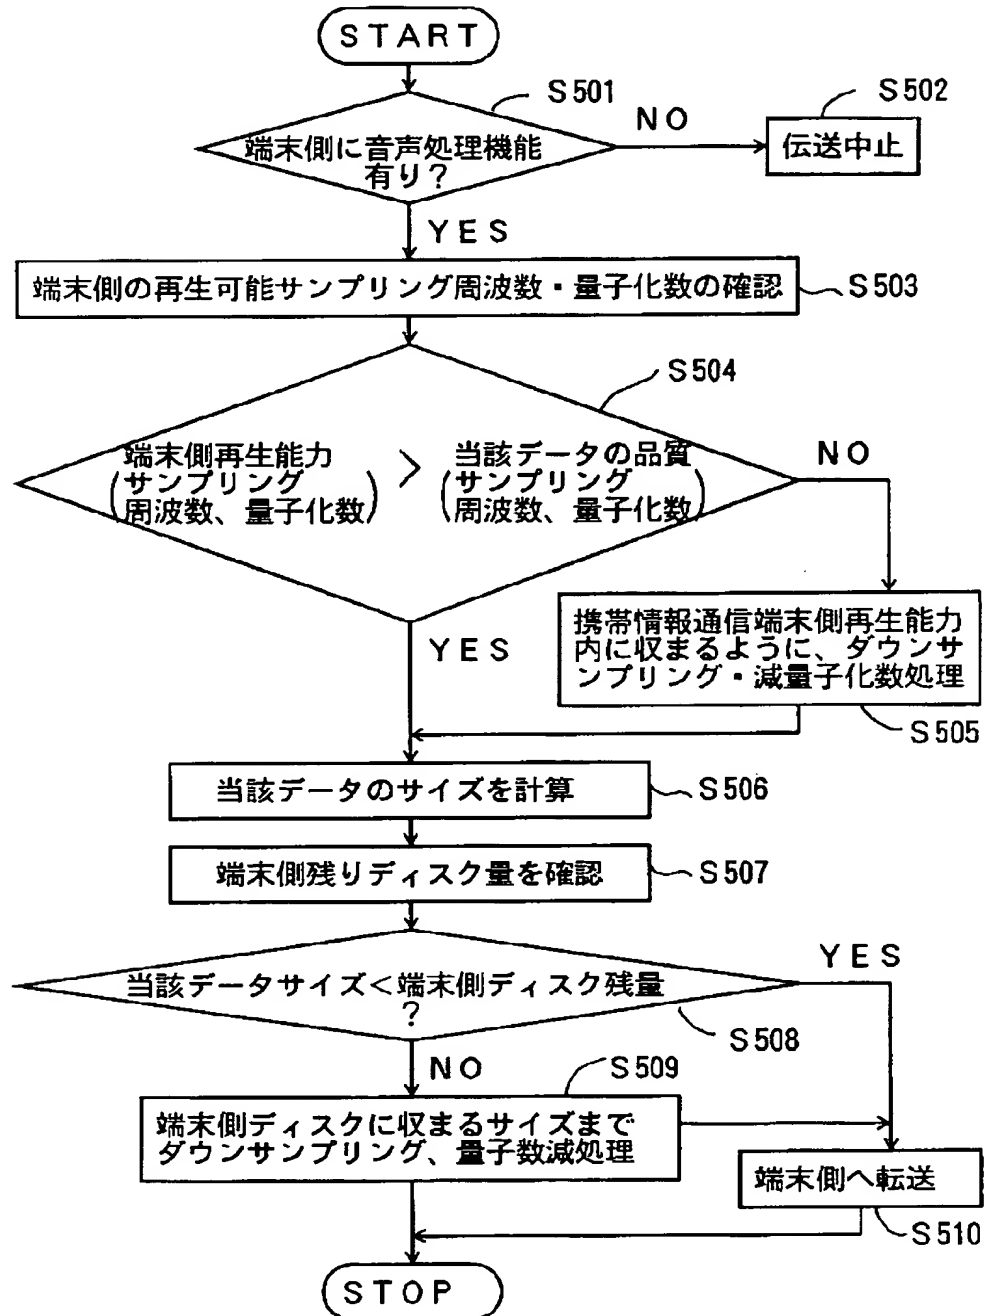 START
S501
端末側に音声処理機能
有り？
NO
S502
伝送中止
YES
端末側の再生可能サンプリング周波数・量子化数の確認
S503
S504
端末側再生能力
(サンプリング
周波数、量子化数)
>
当該データの品質
(サンプリング
周波数、量子化数)
NO
YES
携帯情報通信端末側再生能力
内に収まるように、ダウンサ
ンプリング・減量子化数処理
S505
当該データのサイズを計算
S506
端末側残りディスク量を確認
S507
当該データサイズ<端末側ディスク残量
？
YES
S508
NO
S509
端末側ディスクに収まるサイズまで
ダウンサンプリング、量子数減処理
端末側へ転送
S510
STOP